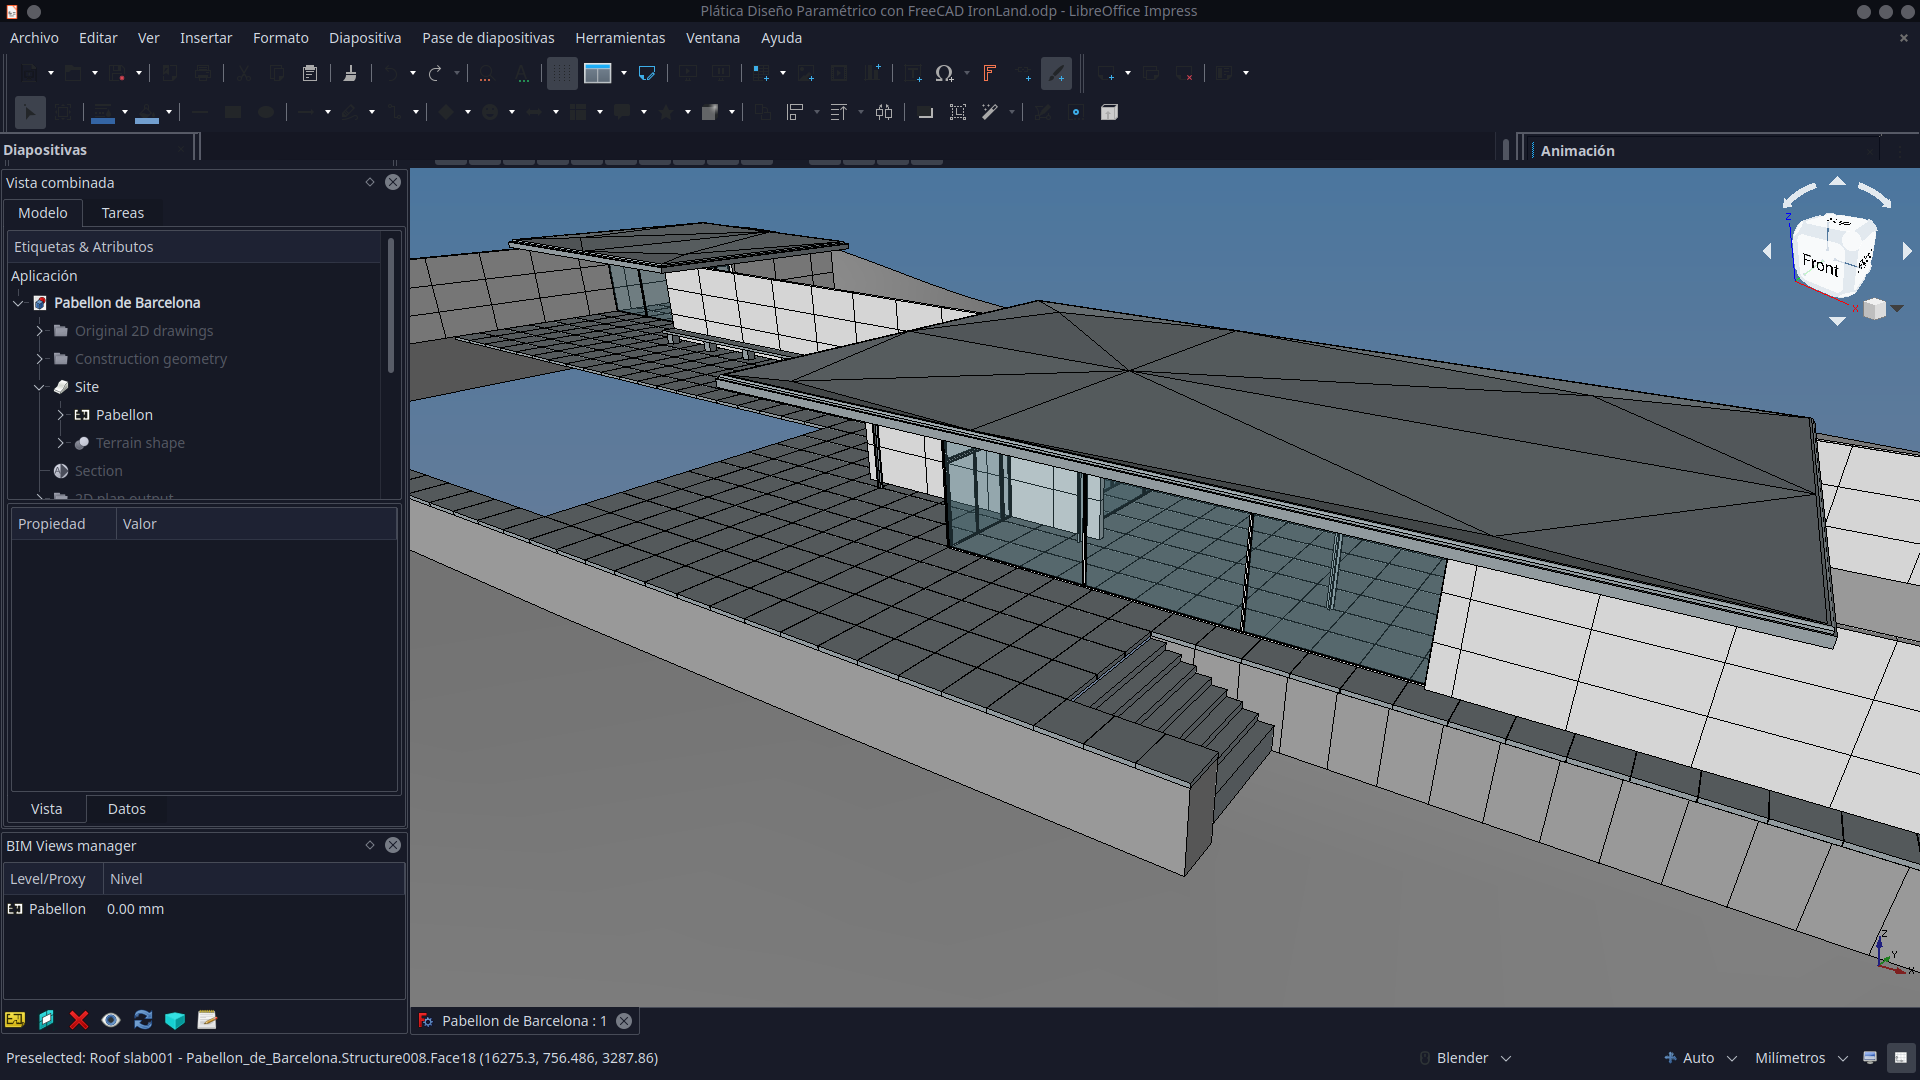 Plática Diseño Paramétrico con FreeCAD IronLand.odp - LibreOffice Impress
Archivo Editar Ver Insertar Formato Diapositiva Pase de diapositivas Herramientas Ventana Ayuda
Diapositivas
Animación
Vista combinada
Modelo Tareas
Etiquetas & Atributos
Aplicación
Pabellon de Barcelona
Original 2D drawings
Construction geometry
Site
Pabellon
Terrain shape
Section
2D plan output
Propiedad Valor
Vista Datos
BIM Views manager
Level/Proxy Nivel
Pabellon 0.00 mm
Front
Z
X
Z
Y
X
Pabellon de Barcelona : 1
Preselected: Roof slab001 - Pabellon_de_Barcelona.Structure008.Face18 (16275.3, 756.486, 3287.86)
Blender Auto Milímetros